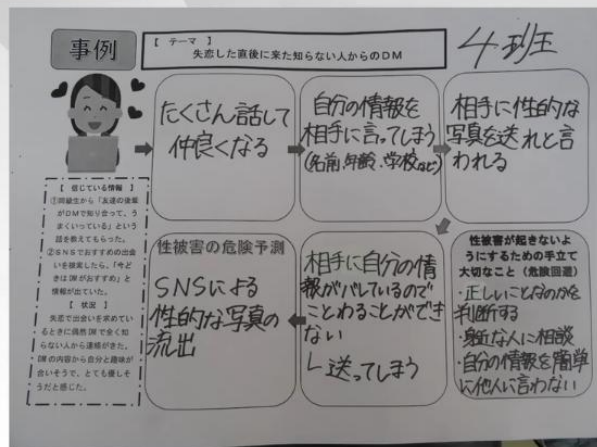 事例
【 テーマ 】
失恋した直後に来た知らない人からのDM
4班
たくさん話して
仲良くなる
自分の情報を
相手に言ってしまう
(名前,年齢,学校など)
相手に性的な
写真を送れと言
われる
【 信じている情報 】
①同級生から「友達の後輩
がDMで知り合って、う
まくいっている」という
話を教えてもらった。
②SNSでおすすめの出会
いを検索したら、「今ど
きはDMがおすすめ」と
情報が出ていた。
【 状況 】
失恋で出会いを求めてい
るときに偶然DMで全く知
らない人から連絡がきた。
DMの内容から自分と趣味が
合いそうで、とても優しそ
うだと感じた。
相手に自分の情
報がバレているので
ことわることができ
ない
↳送ってしまう
性被害の危険予測
SNSによる
性的な写真の
流出
性被害が起きないよ
うにするための手立て
大切なこと(危険回避)
・正しいことなのかを
判断する
・身近な人に相談
・自分の情報を簡単
に他人に言わない